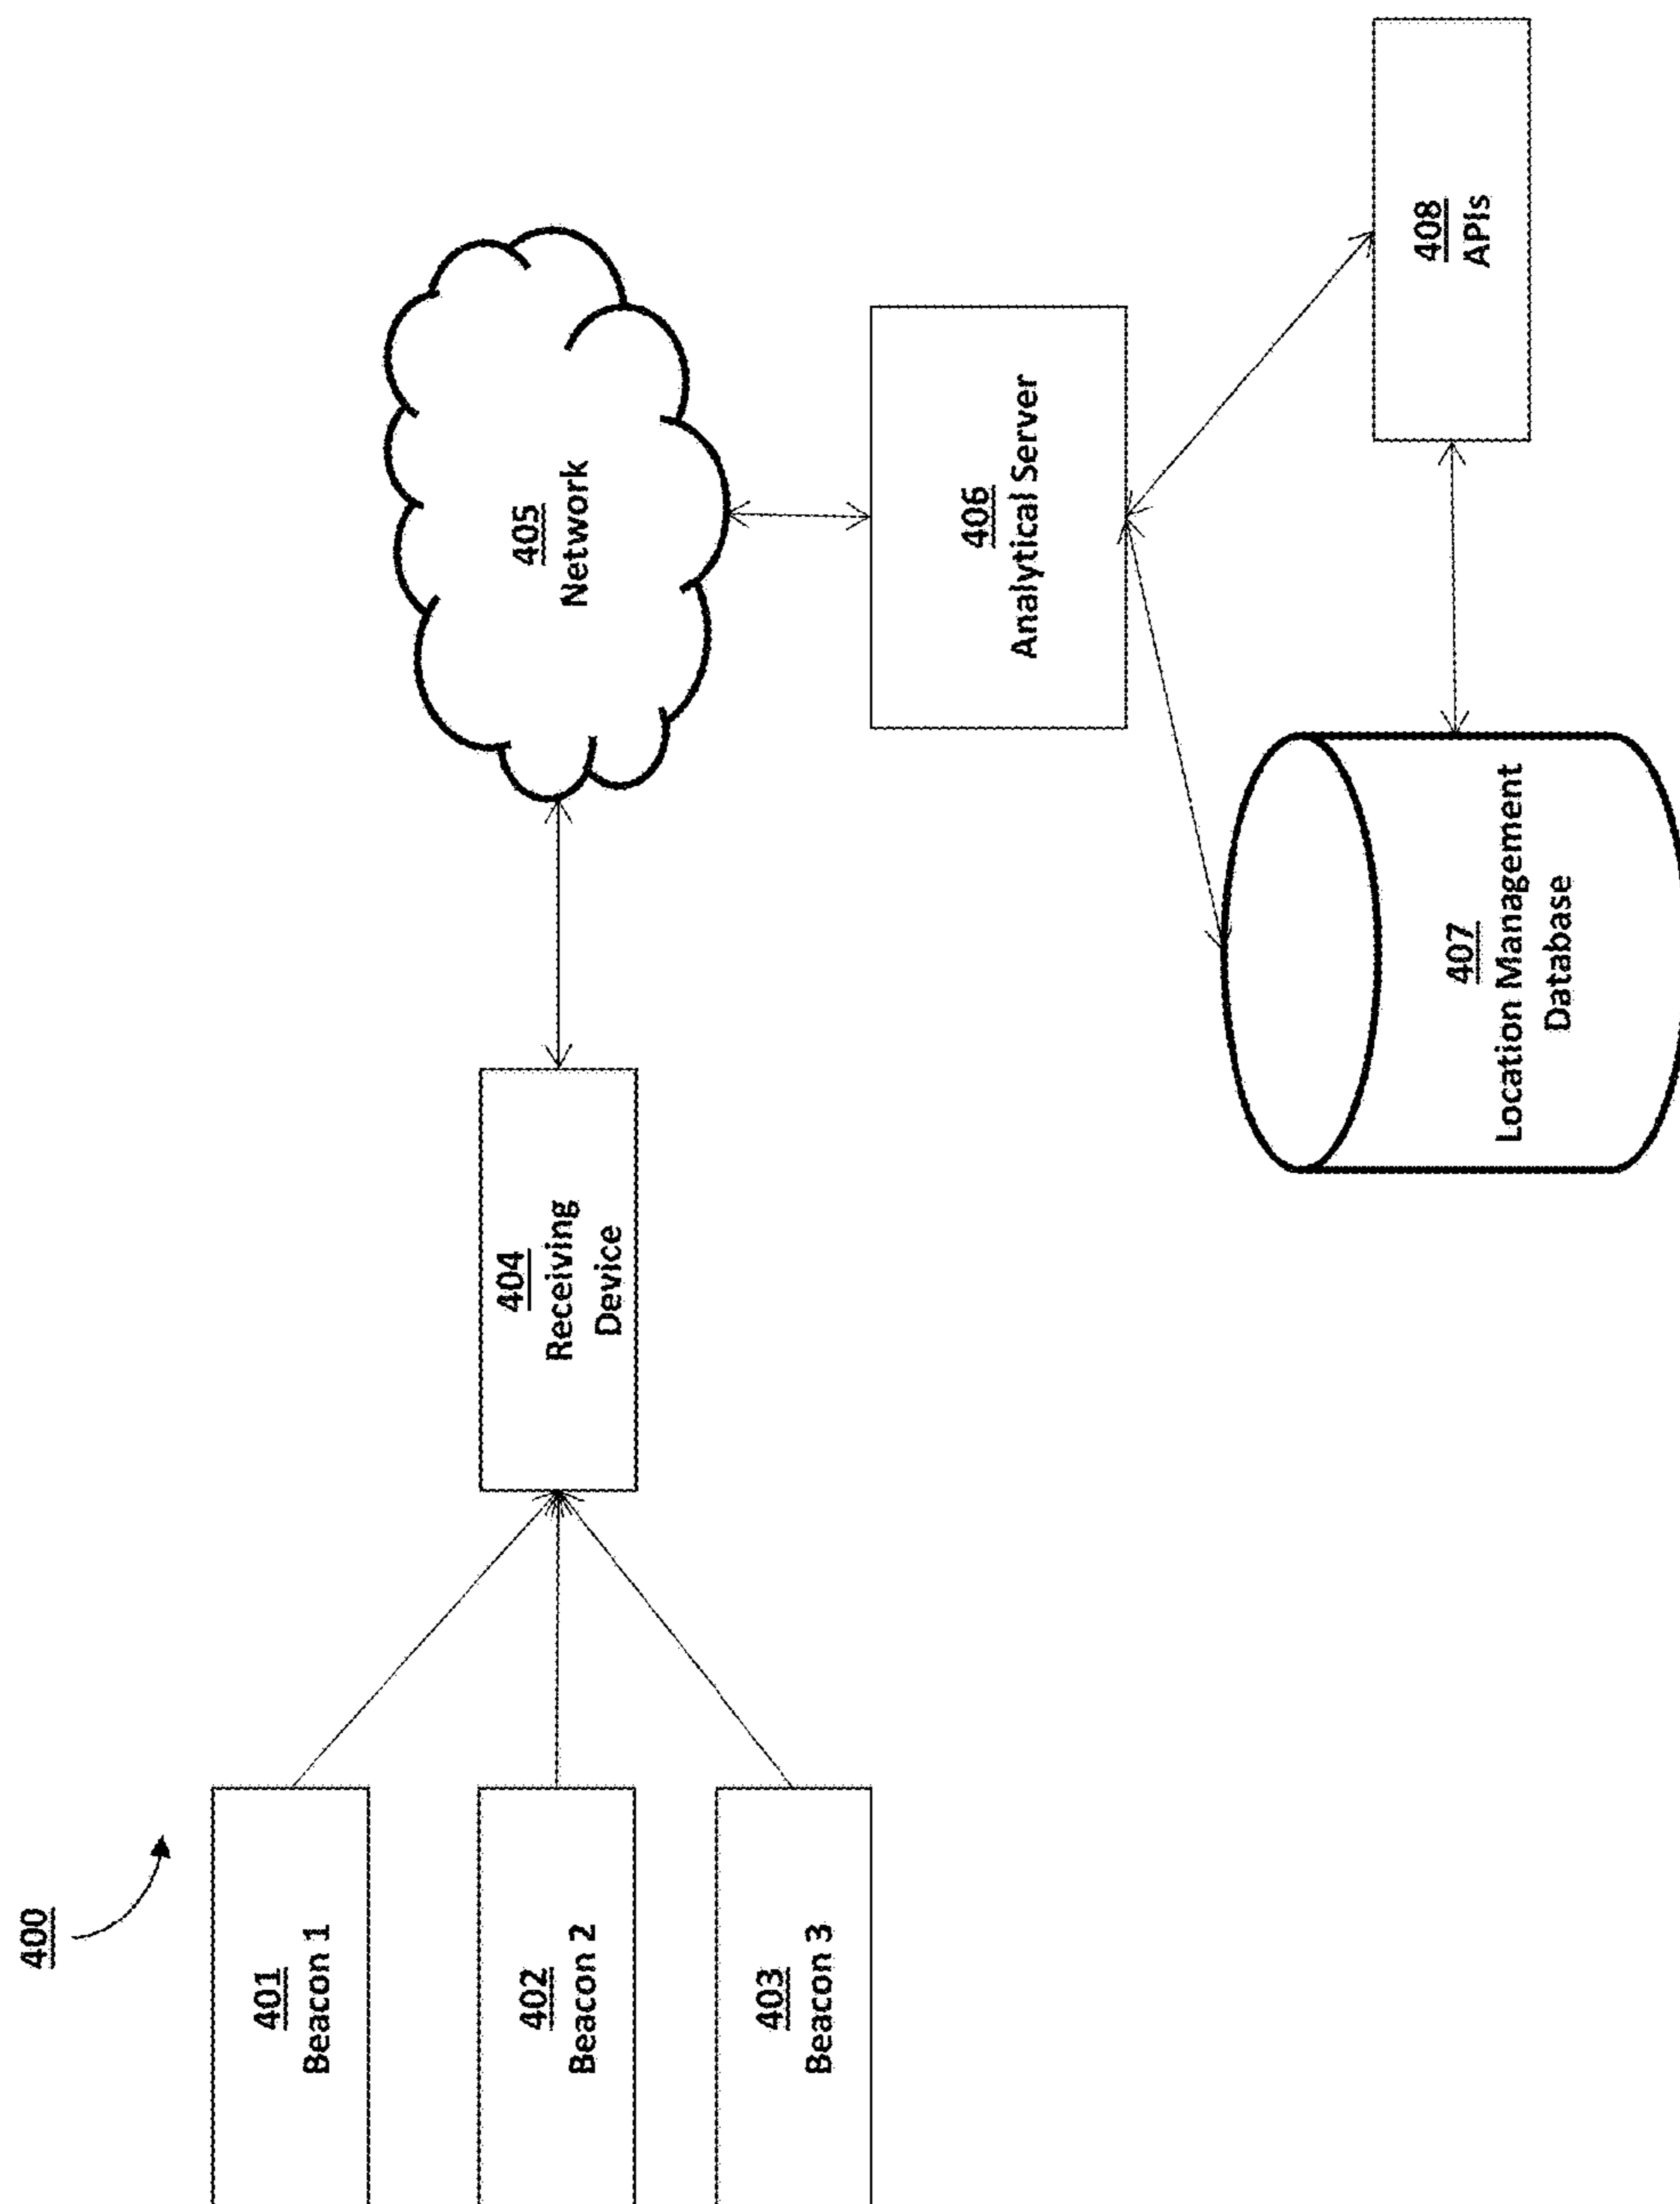 400
401
Beacon 1
402
Beacon 2
403
Beacon 3
404
Receiving
Device
405
Network
406
Analytical Server
407
Location Management
Database
408
APIs